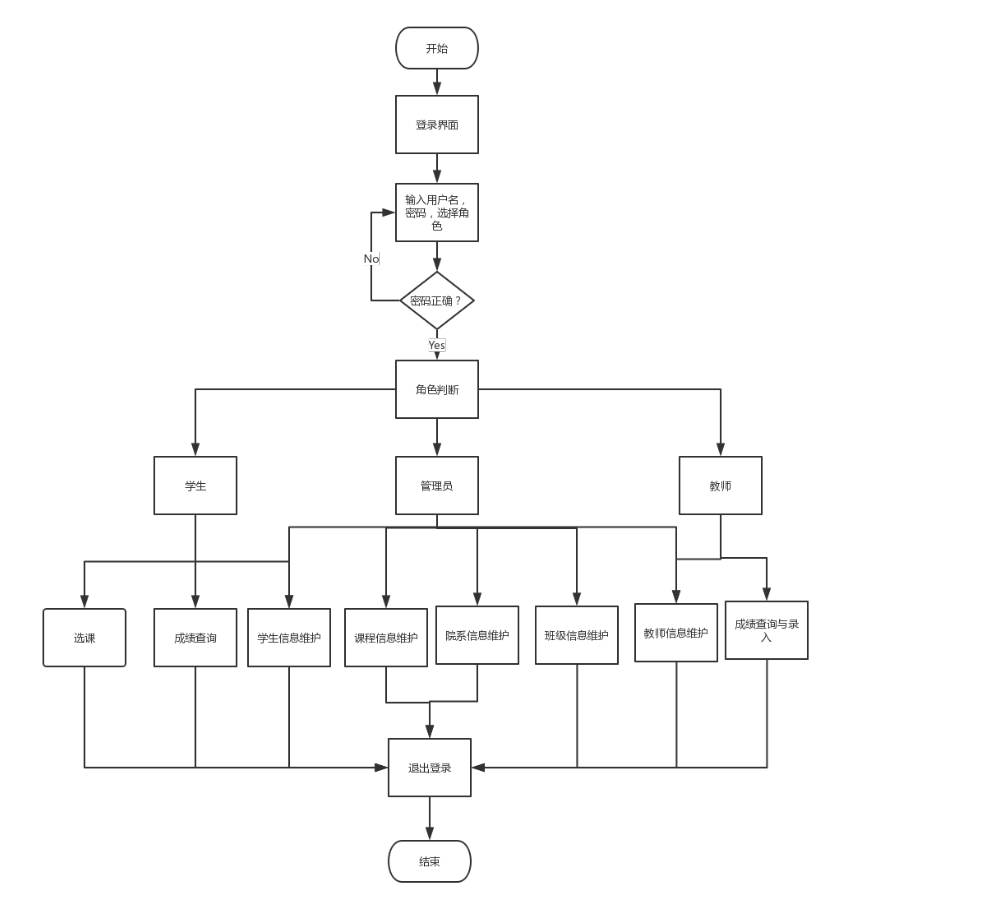 开始
登录界面
输入用户名，
密码，选择角
色
No
密码正确？
Yes
角色判断
学生
管理员
教师
选课
成绩查询
学生信息维护
课程信息维护
院系信息维护
班级信息维护
教师信息维护
成绩查询与录
入
退出登录
结束